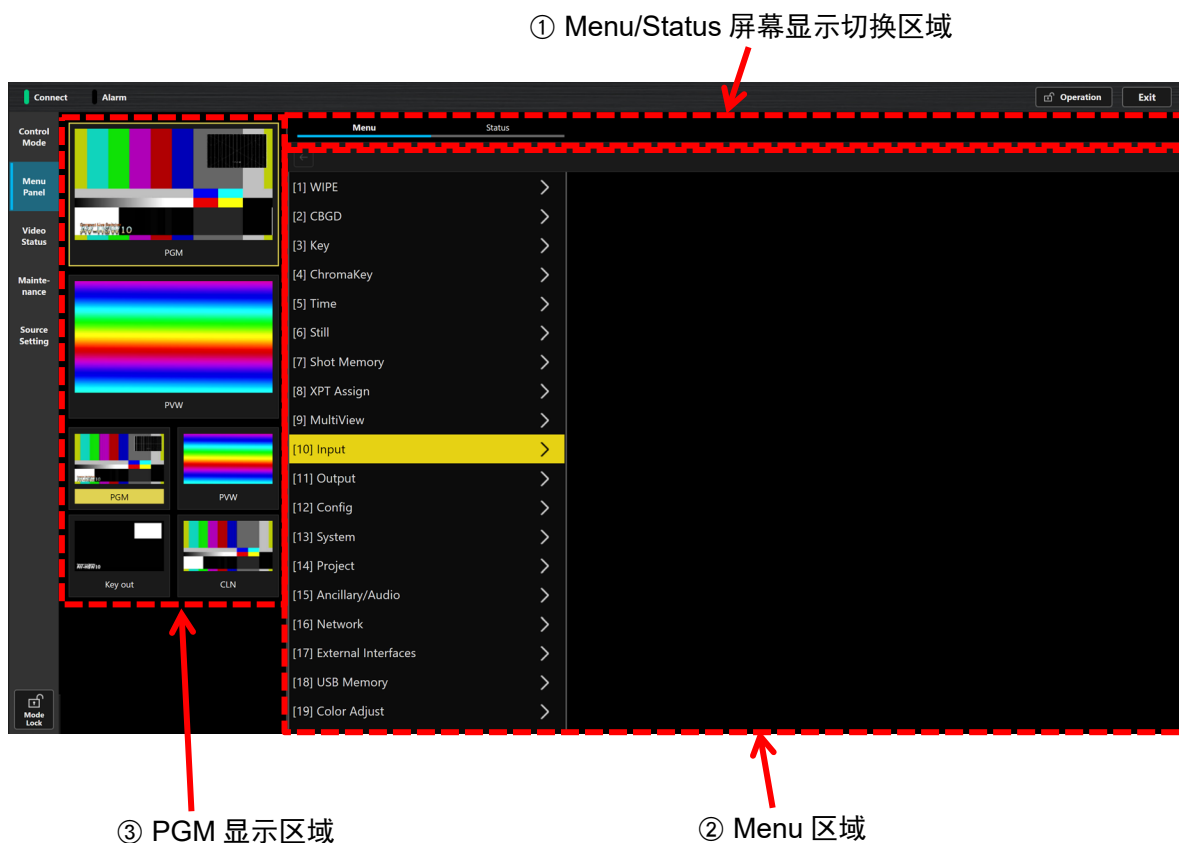 ① Menu/Status 屏幕显示切换区域
Connect
Alarm
Operation
Exit
Control
Mode
Menu
Panel
Video
Status
Mainte-
nance
Source
Setting
Mode
Lock
AV-HSW10
PGM
PVW
PGM
PVW
AV-HSW10
Key out
CLN
Menu
Status
[1] WIPE
[2] CBGD
[3] Key
[4] ChromaKey
[5] Time
[6] Still
[7] Shot Memory
[8] XPT Assign
[9] MultiView
[10] Input
[11] Output
[12] Config
[13] System
[14] Project
[15] Ancillary/Audio
[16] Network
[17] External Interfaces
[18] USB Memory
[19] Color Adjust
③ PGM 显示区域
② Menu 区域